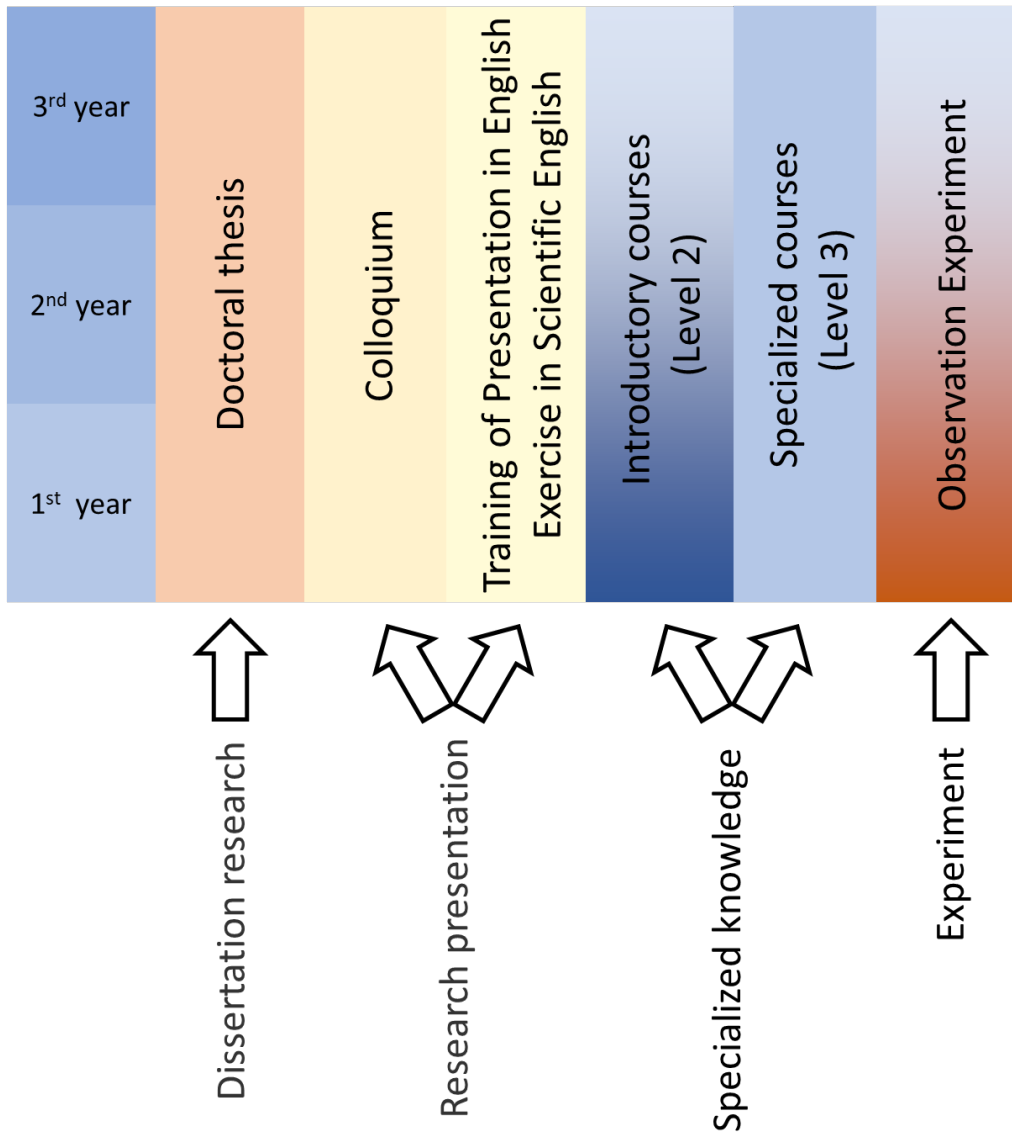 3rd year
2nd year
1st year
Doctoral thesis
Colloquium
Training of Presentation in English
Exercise in Scientific English
Introductory courses
(Level 2)
Specialized courses
(Level 3)
Observation Experiment
Dissertation research
Research presentation
Specialized knowledge
Experiment